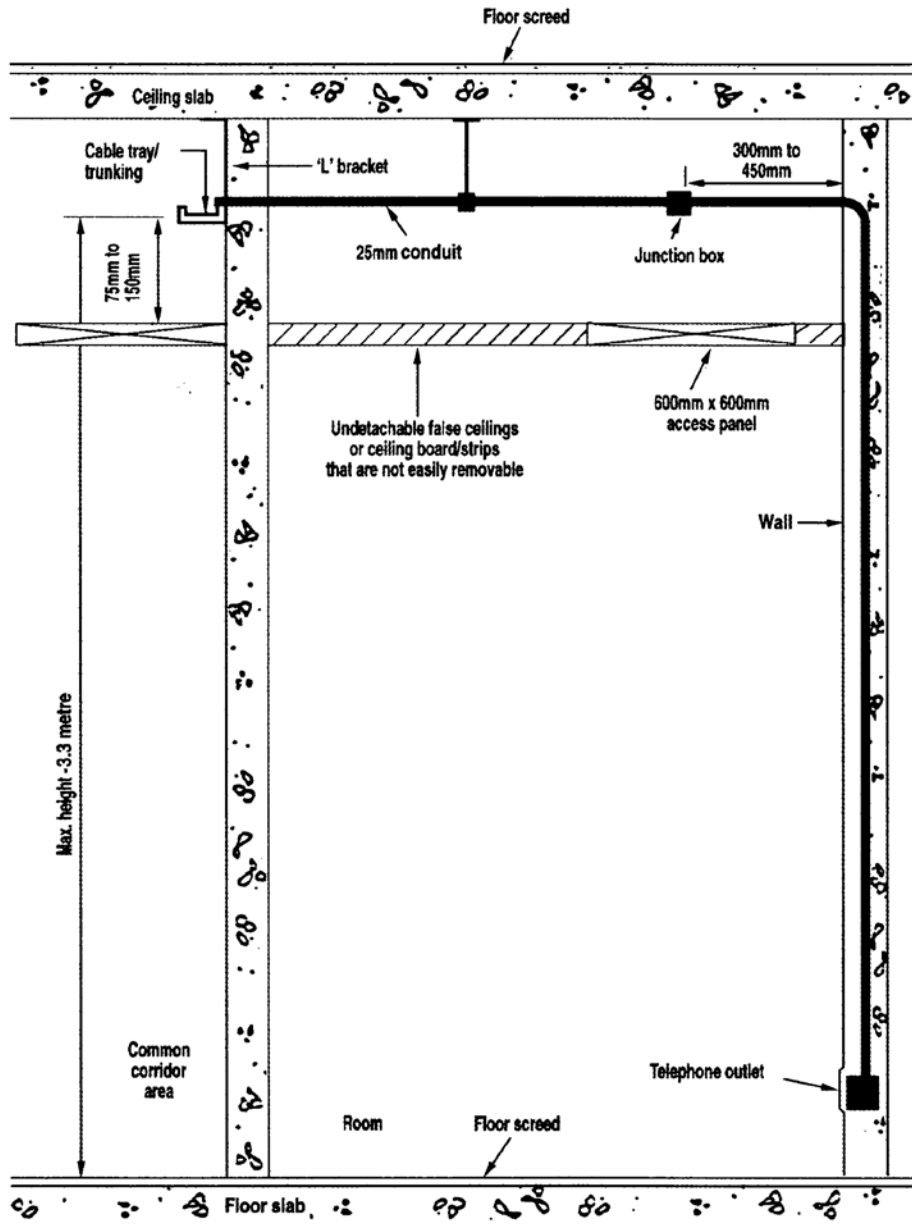 Floor screed
Ceiling slab
Cable tray/
trunking
'L' bracket
300mm to
450mm
25mm conduit
Junction box
75mm to
150mm
600mm x 600mm
access panel
Undetachable false ceilings
or ceiling board/strips
that are not easily removable
Wall
Max. height -3.3 metre
Common
corridor
area
Telephone outlet
Room
Floor screed
Floor slab